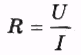 R = U/I